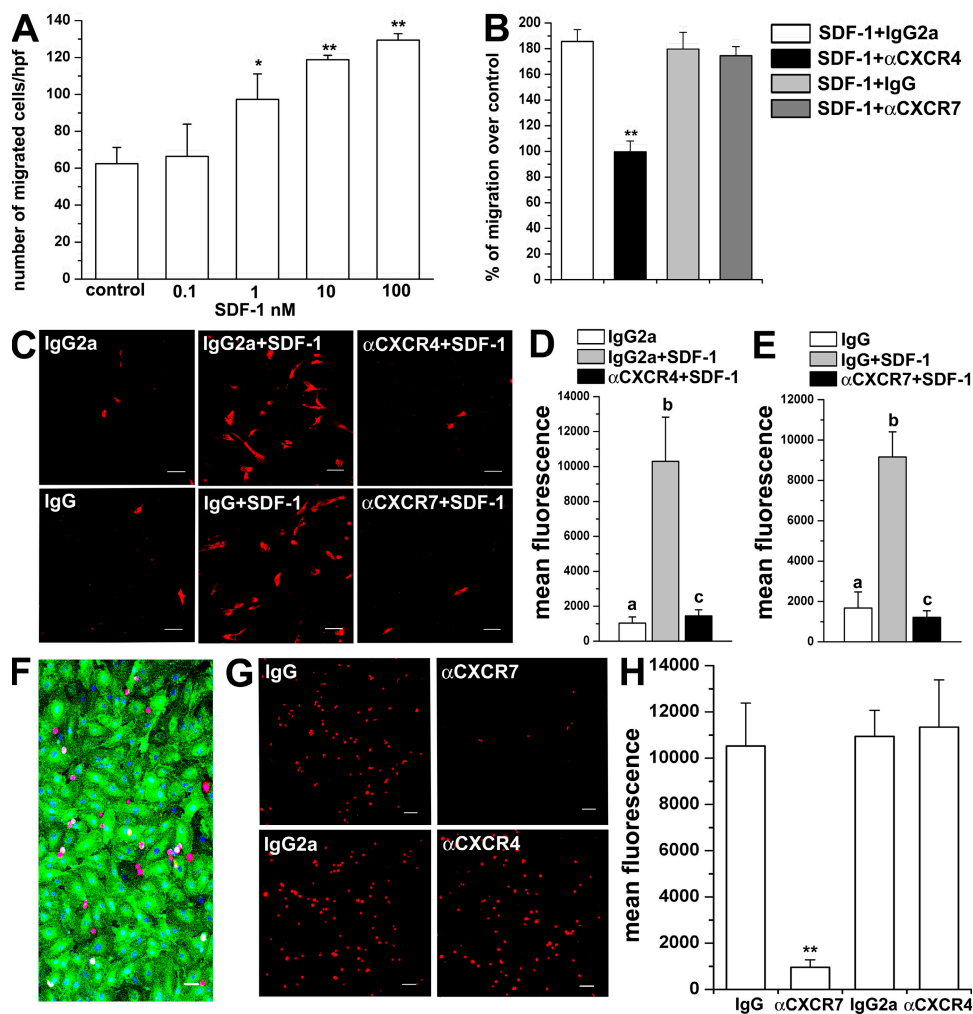 A
number of migrated cells/hpf
140
120
100
80
60
40
20
0
*
**
**
control 0.1 1 10 100
SDF-1 nM
B
% of migration over control
200
180
160
140
120
100
80
60
40
20
0
**
SDF-1+IgG2a
SDF-1+αCXCR4
SDF-1+IgG
SDF-1+αCXCR7
C
IgG2a
IgG2a+SDF-1
αCXCR4+SDF-1
IgG
IgG+SDF-1
αCXCR7+SDF-1
D
IgG2a
IgG2a+SDF-1
αCXCR4+SDF-1
mean fluorescence
14000
12000
10000
8000
6000
4000
2000
0
a
b
c
E
IgG
IgG+SDF-1
αCXCR7+SDF-1
mean fluorescence
12000
10000
8000
6000
4000
2000
0
a
b
c
F
G
IgG
αCXCR7
IgG2a
αCXCR4
H
mean fluorescence
14000
12000
10000
8000
6000
4000
2000
0
**
IgG αCXCR7 IgG2a αCXCR4